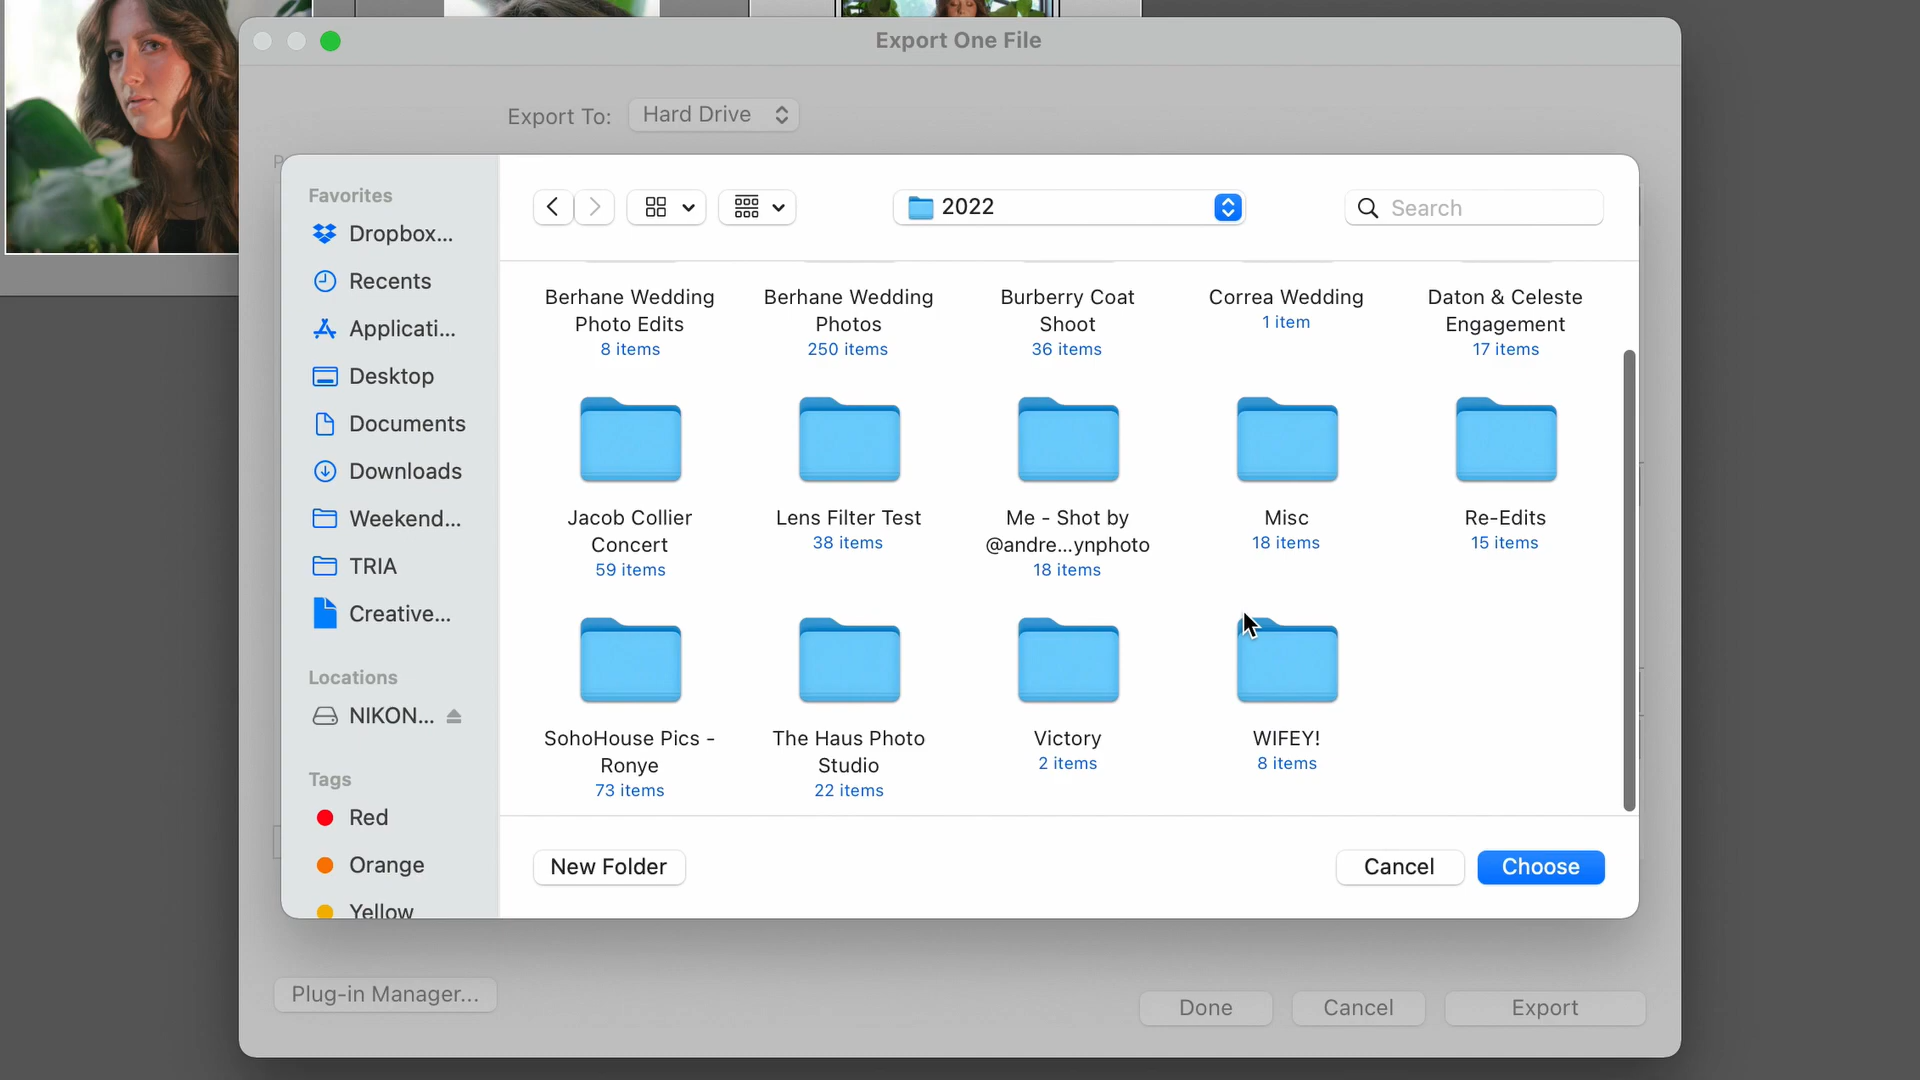 Export One File
Export To: Hard Drive
P
Favorites
Dropbox...
Recents
Applicati...
Desktop
Documents
Downloads
Weekend...
TRIA
Creative...
Locations
NIKON...
Tags
Red
Orange
Yellow
2022
Search
Berhane Wedding
Photo Edits
8 items
Berhane Wedding
Photos
250 items
Burberry Coat
Shoot
36 items
Correa Wedding
1 item
Daton & Celeste
Engagement
17 items
Jacob Collier
Concert
59 items
Lens Filter Test
38 items
Me - Shot by
@andre...ynphoto
18 items
Misc
18 items
Re-Edits
15 items
SohoHouse Pics -
Ronye
73 items
The Haus Photo
Studio
22 items
Victory
2 items
WIFEY!
8 items
New Folder
Cancel
Choose
Plug-in Manager...
Done
Cancel
Export